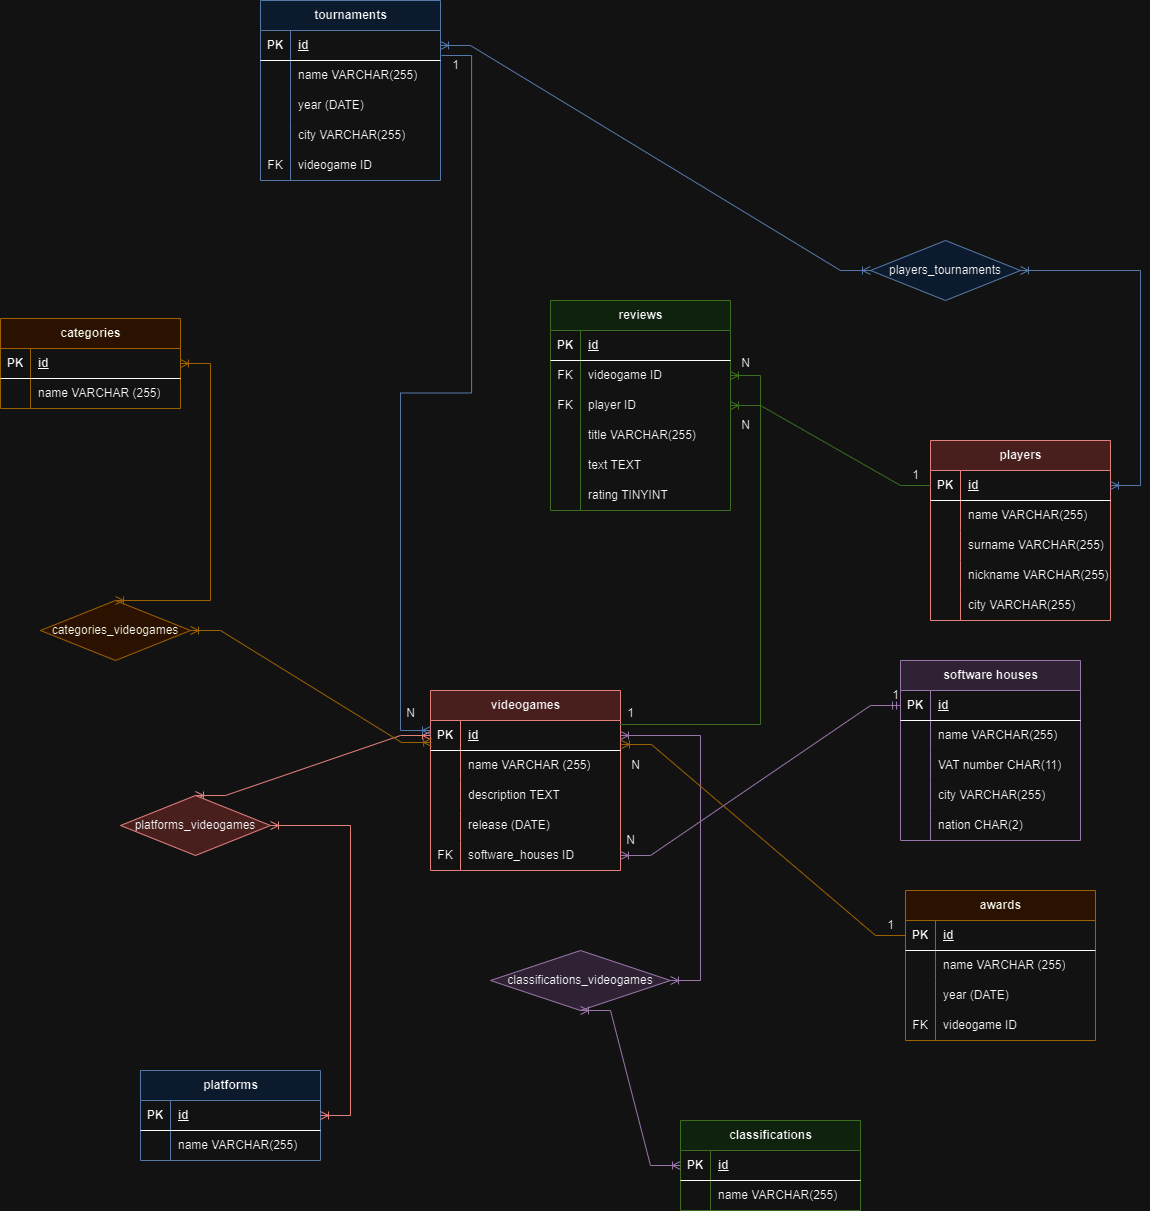 tournaments
PK id
1
name VARCHAR(255)
year (DATE)
city VARCHAR(255)
FK videogame ID
players_tournaments
categories
PK id
name VARCHAR (255)
reviews
PK id
N
FK videogame ID
FK player ID
N
title VARCHAR(255)
text TEXT
rating TINYINT
players
1
PK id
name VARCHAR(255)
surname VARCHAR(255)
nickname VARCHAR(255)
city VARCHAR(255)
categories_videogames
software houses
1
PK id
name VARCHAR(255)
VAT number CHAR(11)
city VARCHAR(255)
nation CHAR(2)
videogames
N
1
PK id
name VARCHAR (255)
N
description TEXT
release (DATE)
N
FK software_houses ID
platforms_videogames
awards
1
PK id
name VARCHAR (255)
year (DATE)
FK videogame ID
classifications_videogames
platforms
PK id
name VARCHAR(255)
classifications
PK id
name VARCHAR(255)